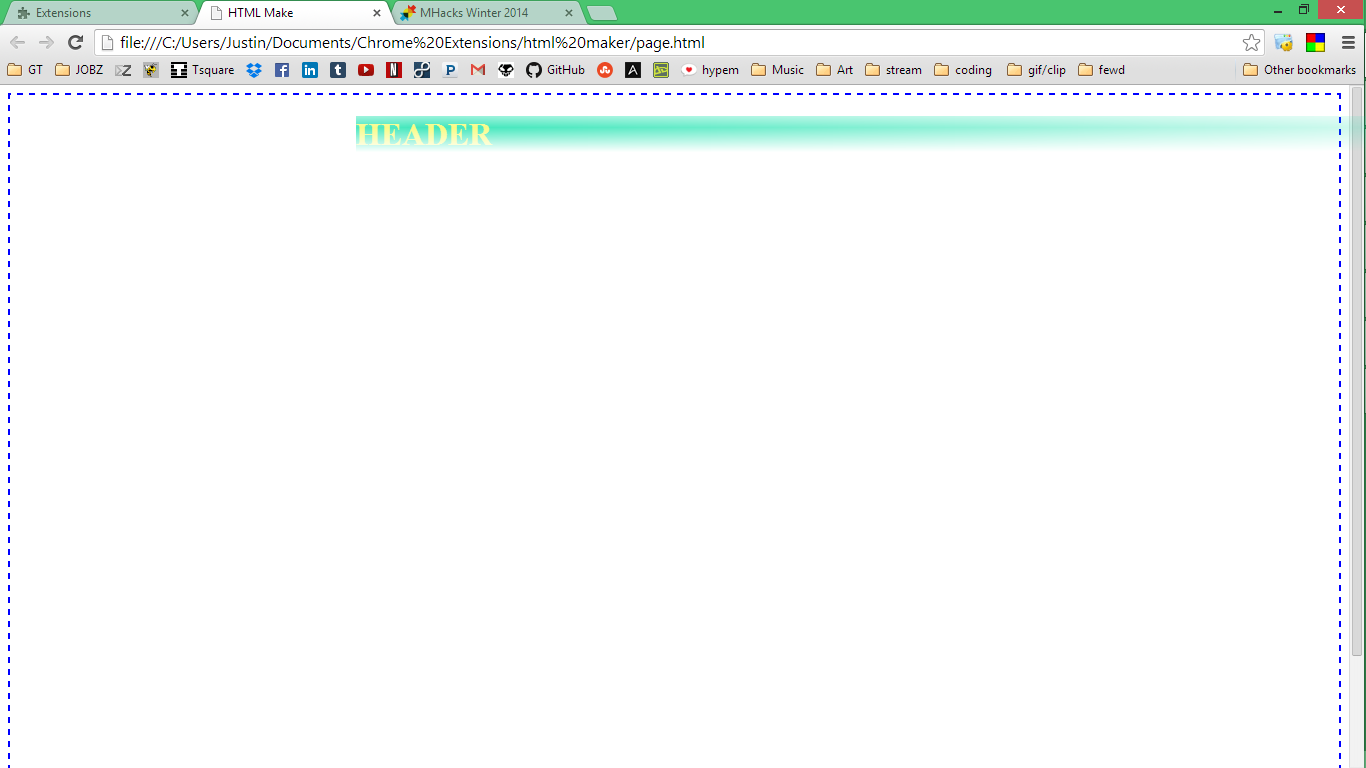 Extensions HTML Make MHacks Winter 2014
file:///C:/Users/Justin/Documents/Chrome%20Extensions/html%20maker/page.html
GT JOBZ Tsquare GitHub hypem Music Art stream coding gif/clip fewd Other bookmarks
HEADER